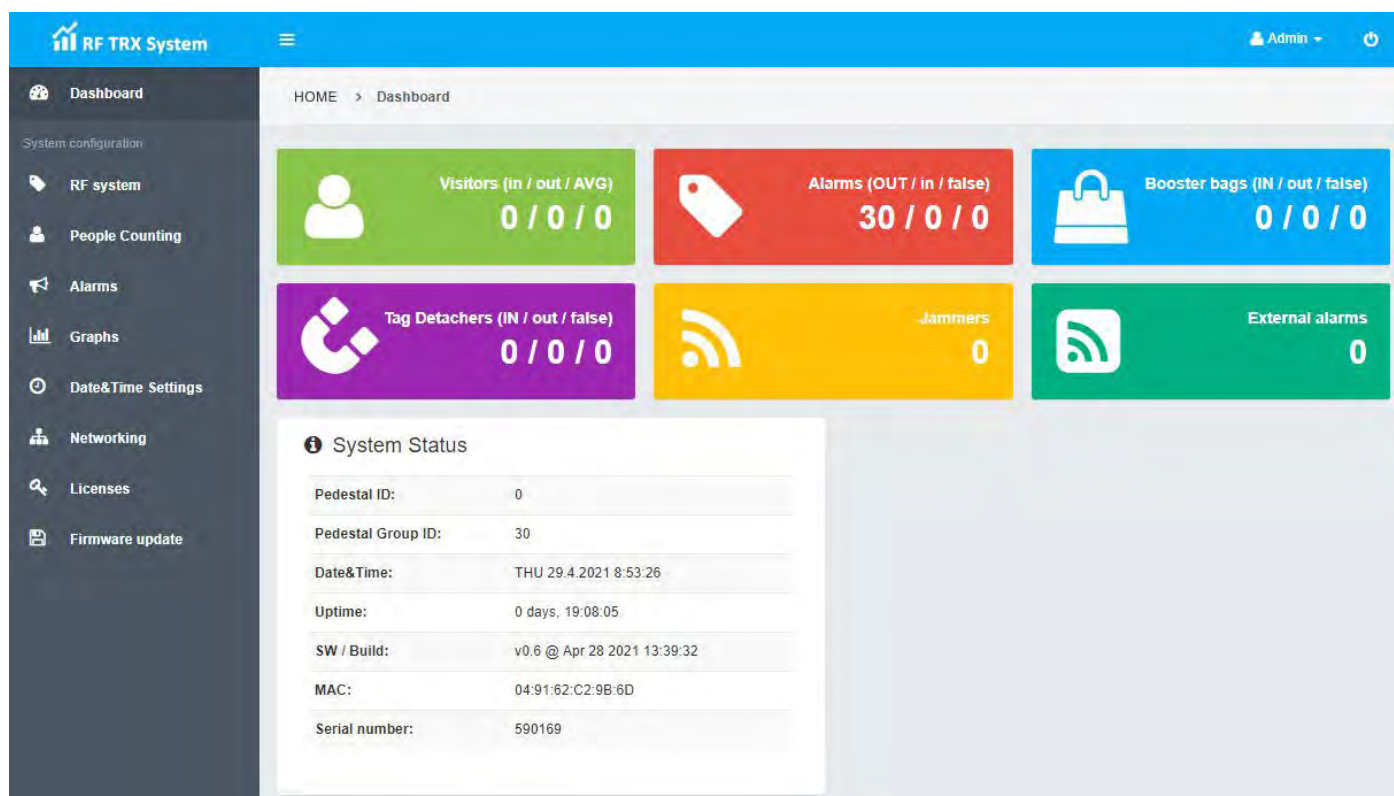 RF TRX System
Admin
Dashboard
System configuration
RF system
People Counting
Alarms
Graphs
Date&Time Settings
Networking
Licenses
Firmware update
HOME > Dashboard
Visitors (in / out / AVG)
0 / 0 / 0
Alarms (OUT / in / false)
30 / 0 / 0
Booster bags (IN / out / false)
0 / 0 / 0
Tag Detachers (IN / out / false)
0 / 0 / 0
Jammers
0
External alarms
0
System Status
Pedestal ID: 0
Pedestal Group ID: 30
Date&Time: THU 29.4.2021 8:53:26
Uptime: 0 days, 19:08:05
SW / Build: v0.6 @ Apr 28 2021 13:39:32
MAC: 04:91:62:C2:9B:6D
Serial number: 590169